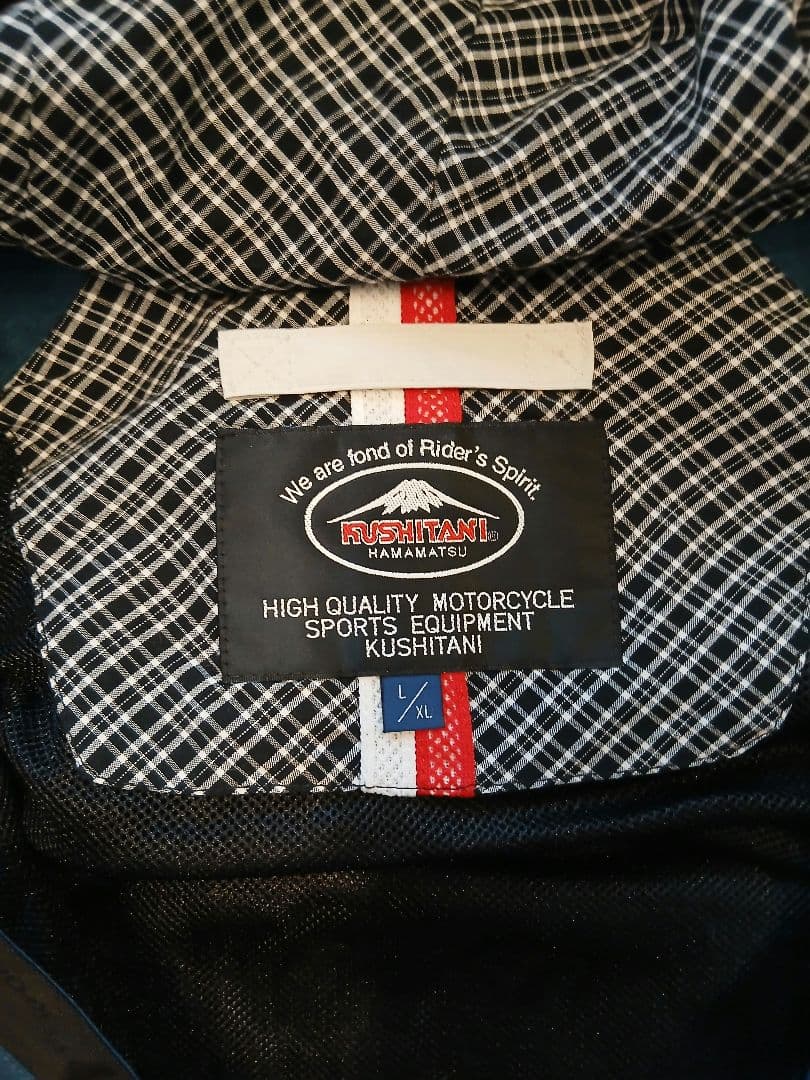 We are fond of Rider's Spirit.
KUSHITANI®
HAMAMATSU
HIGH QUALITY MOTORCYCLE
SPORTS EQUIPMENT
KUSHITANI
L/XL